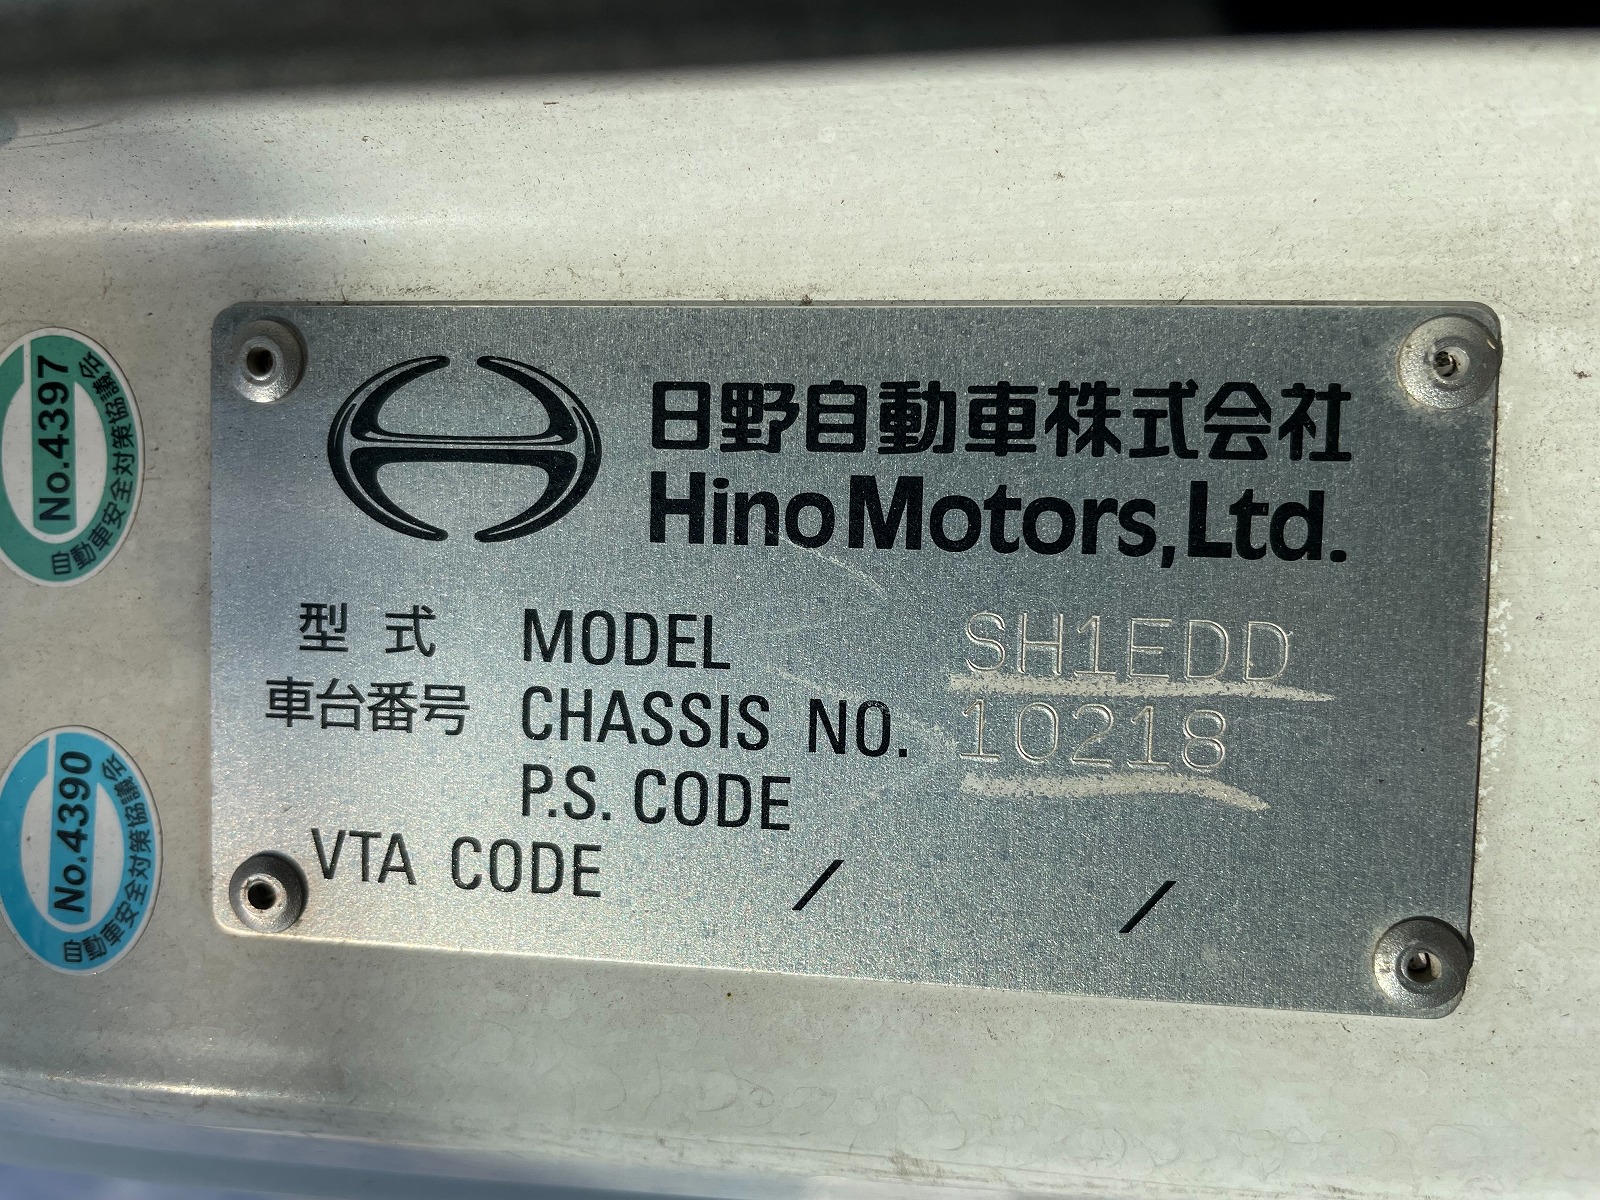 日野自動車株式会社
Hino Motors, Ltd.
型式 MODEL SH1EDD
車台番号 CHASSIS NO. 10218
P.S. CODE
VTA CODE / /
No.4397
自動車安全対策協議会
No.4390
自動車安全対策協議会